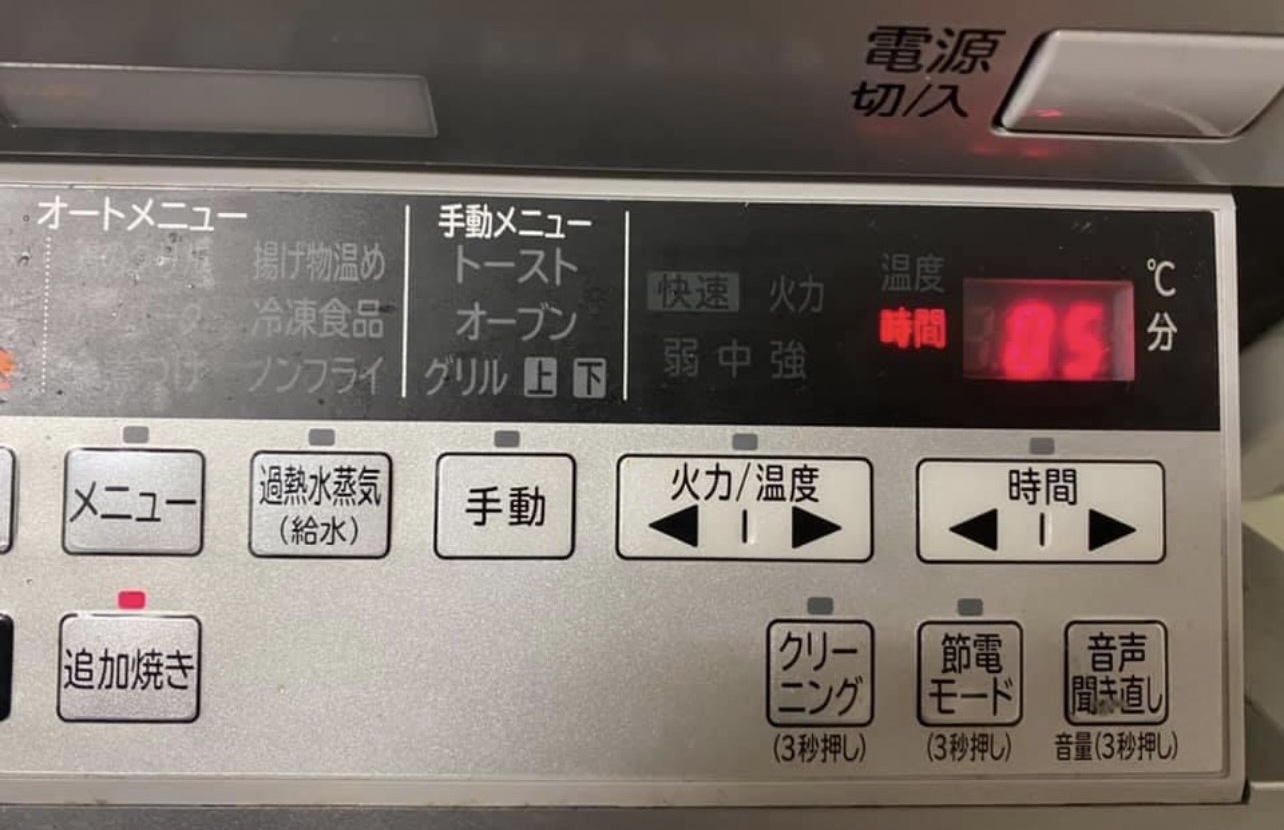 電源
切/入
オートメニュー
揚げ物温め
冷凍食品
つけ ノンフライ
手動メニュー
トースト
オーブン
グリル 上 下
快速 火力
弱 中 強
温度
時間
05
℃
分
メニュー
過熱水蒸気
(給水)
手動
火力/温度
◀ | ▶
時間
◀ | ▶
追加焼き
クリー
ニング
(3秒押し)
節電
モード
(3秒押し)
音声
聞き直し
音量(3秒押し)